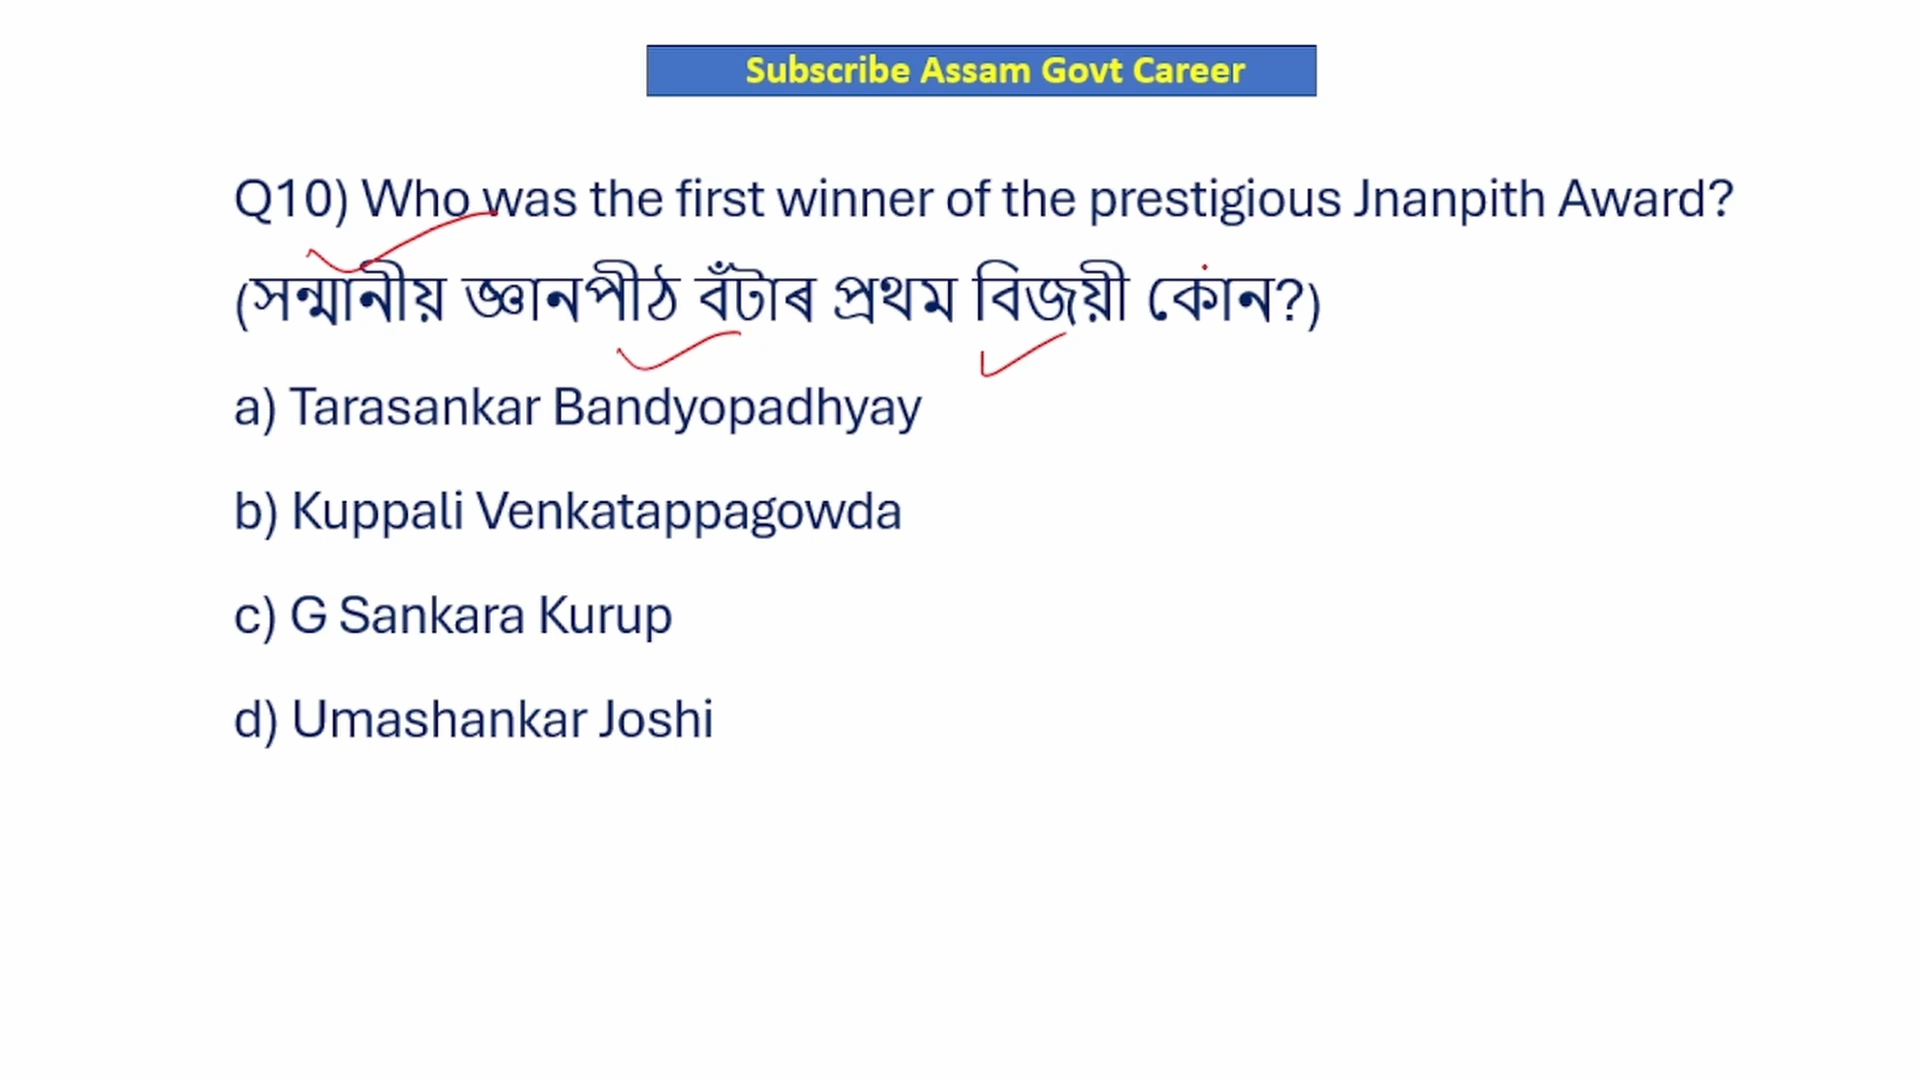 Subscribe Assam Govt Career
Q10) Who was the first winner of the prestigious Jnanpith Award?
(সন্মানীয় জ্ঞানপীঠ বঁটাৰ প্ৰথম বিজয়ী কোন?)
a) Tarasankar Bandyopadhyay
b) Kuppali Venkatappagowda
c) G Sankara Kurup
d) Umashankar Joshi